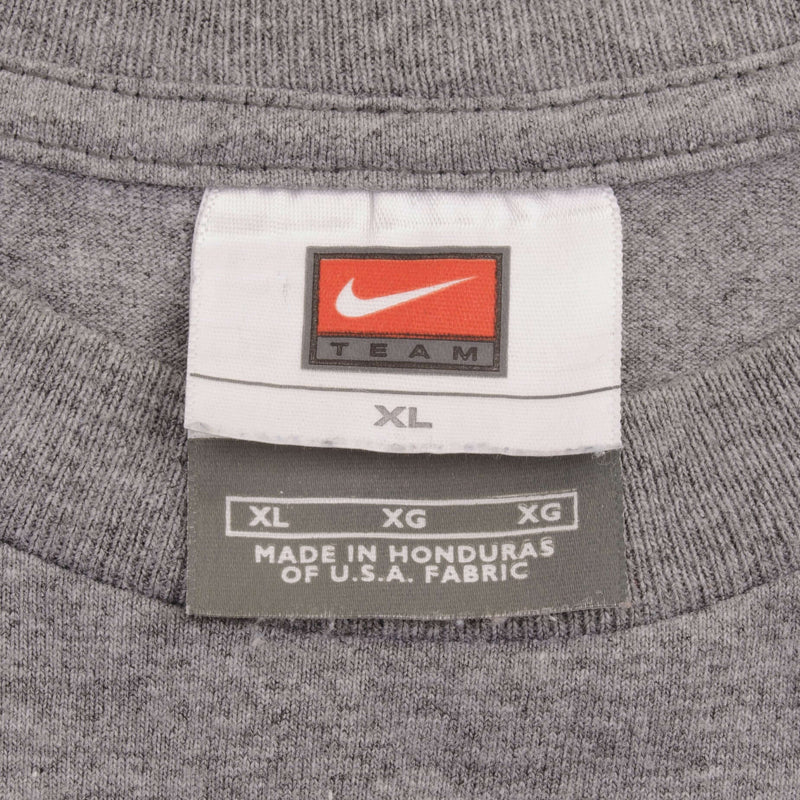 TEAM
XL
XL XG XG
MADE IN HONDURAS
OF U.S.A. FABRIC